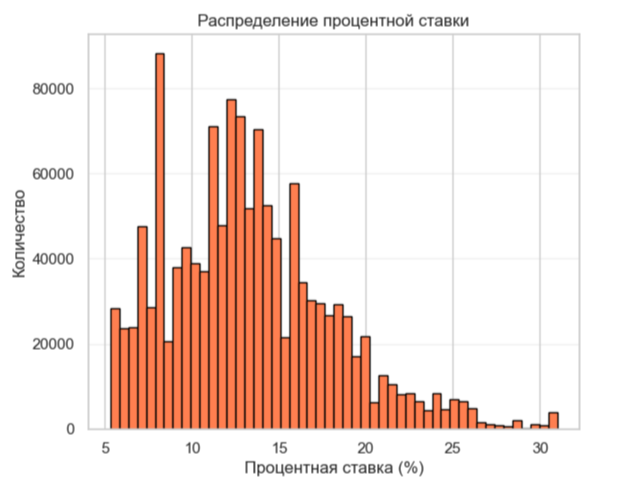 Распределение процентной ставки
Количество
80000
60000
40000
20000
0
5 10 15 20 25 30
Процентная ставка (%)